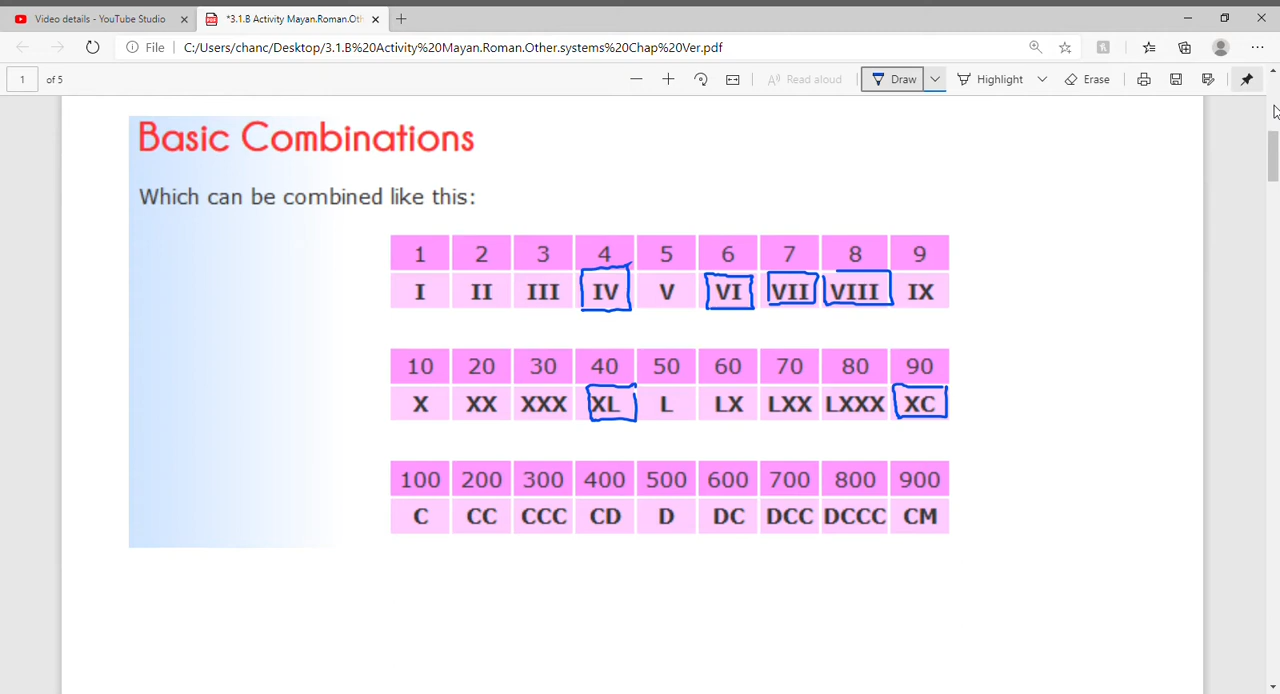 Video details - YouTube Studio
*3.1.B Activity Mayan.Roman.Oth
File C:/Users/chanc/Desktop/3.1.B%20Activity%20Mayan.Roman.Other.systems%20Chap%20Ver.pdf
1 of 5 Read aloud Draw Highlight Erase
Basic Combinations
Which can be combined like this:
1 2 3 4 5 6 7 8 9
I II III IV V VI VII VIII IX
10 20 30 40 50 60 70 80 90
X XX XXX XL L LX LXX LXXX XC
100 200 300 400 500 600 700 800 900
C CC CCC CD D DC DCC DCCC CM